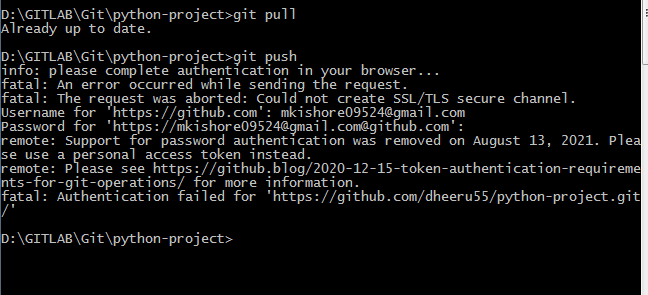 D:\GITLAB\Git\python-project>git pull
Already up to date.
D:\GITLAB\Git\python-project>git push
info: please complete authentication in your browser...
fatal: An error occurred while sending the request.
fatal: The request was aborted: Could not create SSL/TLS secure channel.
Username for 'https://github.com': mkishore09524@gmail.com
Password for 'https://mkishore09524@gmail.com@github.com':
remote: Support for password authentication was removed on August 13, 2021. Plea
se use a personal access token instead.
remote: Please see https://github.blog/2020-12-15-token-authentication-requireme
nts-for-git-operations/ for more information.
fatal: Authentication failed for 'https://github.com/dheeru55/python-project.git
/'
D:\GITLAB\Git\python-project>